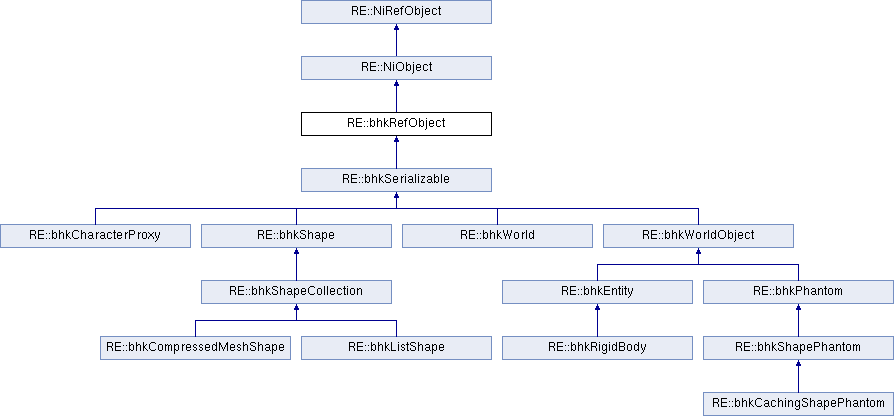 RE::NiRefObject
RE::NiObject
RE::bhkRefObject
RE::bhkSerializable
RE::bhkCharacterProxy
RE::bhkShape
RE::bhkWorld
RE::bhkWorldObject
RE::bhkShapeCollection
RE::bhkEntity
RE::bhkPhantom
RE::bhkCompressedMeshShape
RE::bhkListShape
RE::bhkRigidBody
RE::bhkShapePhantom
RE::bhkCachingShapePhantom